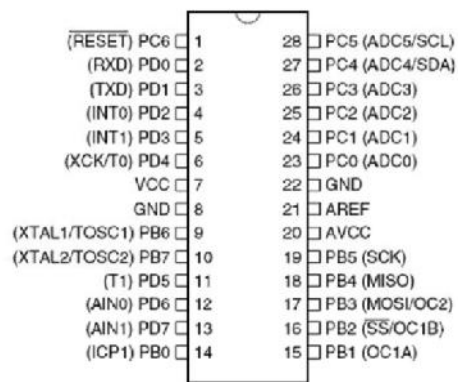 (RESET) PC6 1 28 PC5 (ADC5/SCL)
(RXD) PD0 2 27 PC4 (ADC4/SDA)
(TXD) PD1 3 26 PC3 (ADC3)
(INT0) PD2 4 25 PC2 (ADC2)
(INT1) PD3 5 24 PC1 (ADC1)
(XCK/T0) PD4 6 23 PC0 (ADC0)
VCC 7 22 GND
GND 8 21 AREF
(XTAL1/TOSC1) PB6 9 20 AVCC
(XTAL2/TOSC2) PB7 10 19 PB5 (SCK)
(T1) PD5 11 18 PB4 (MISO)
(AIN0) PD6 12 17 PB3 (MOSI/OC2)
(AIN1) PD7 13 16 PB2 (SS/OC1B)
(ICP1) PB0 14 15 PB1 (OC1A)